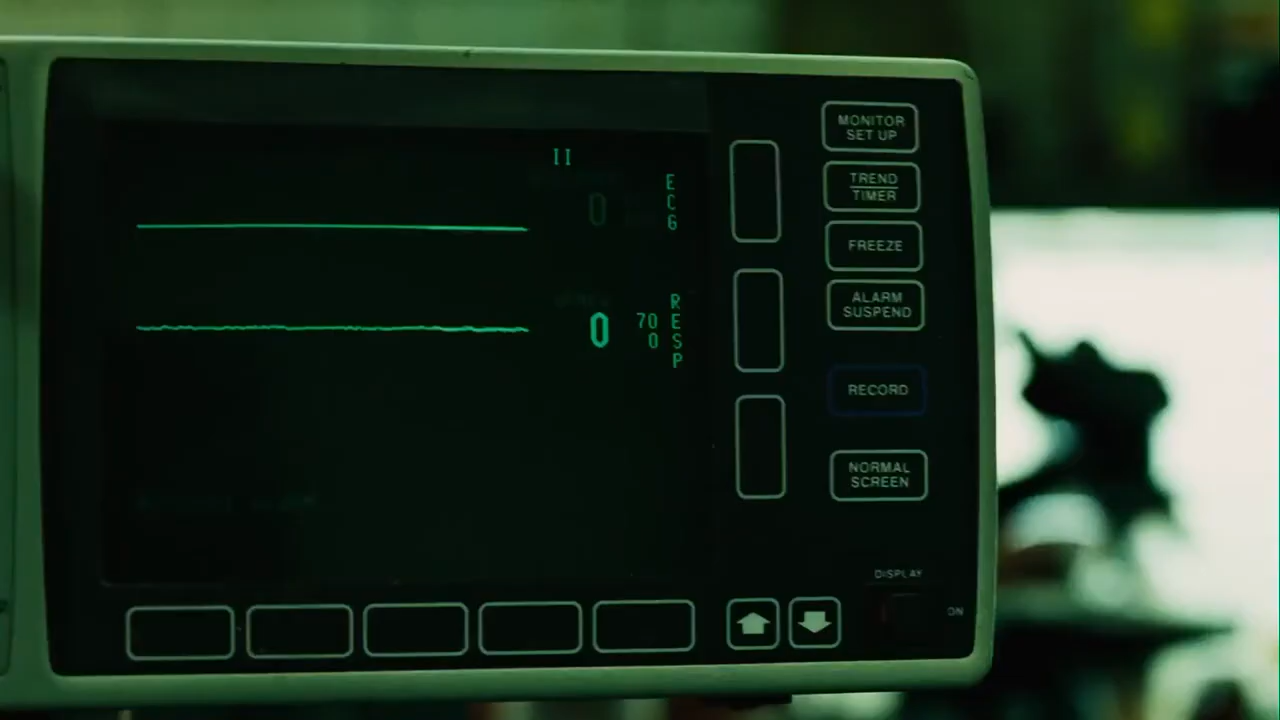 II
ECG
0
RESP
0
70
0
MONITOR
SET UP
TREND
TIMER
FREEZE
ALARM
SUSPEND
RECORD
NORMAL
SCREEN
DISPLAY
ON